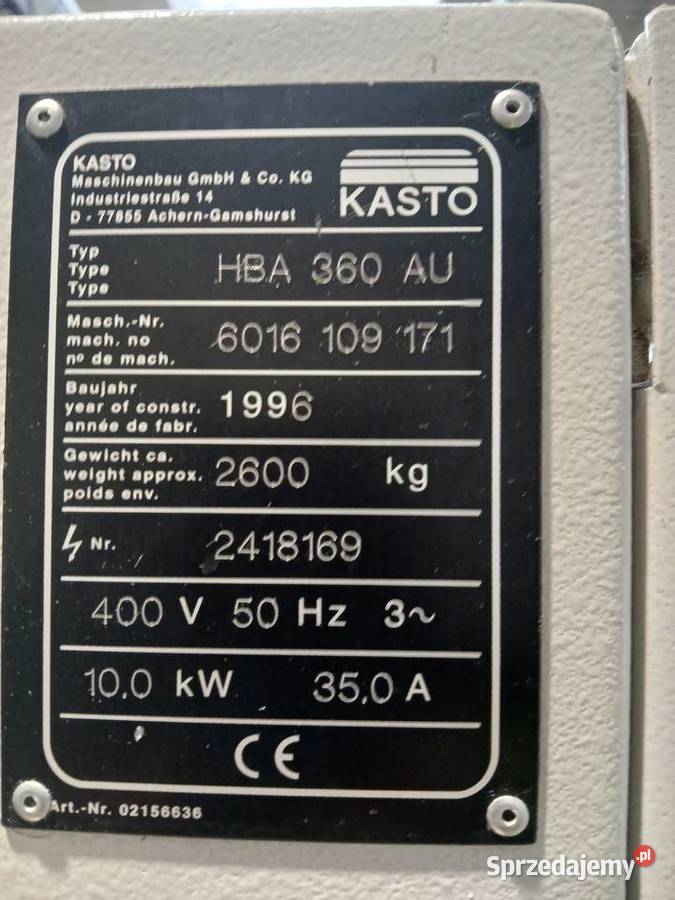 KASTO
Maschinenbau GmbH & Co. KG
Industriestraße 14
D - 77855 Achern-Gamshurst
KASTO
Typ
Type
Type
HBA 360 AU
Masch.-Nr.
mach. no
nº de mach.
6016 109 171
Baujahr
year of constr.
année de fabr.
1996
Gewicht ca.
weight approx.
poids env.
2600 kg
Nr. 2418169
400 V 50 Hz 3~
10,0 kW 35,0 A
CE
Art.-Nr. 02156636
Sprzedajemy.pl